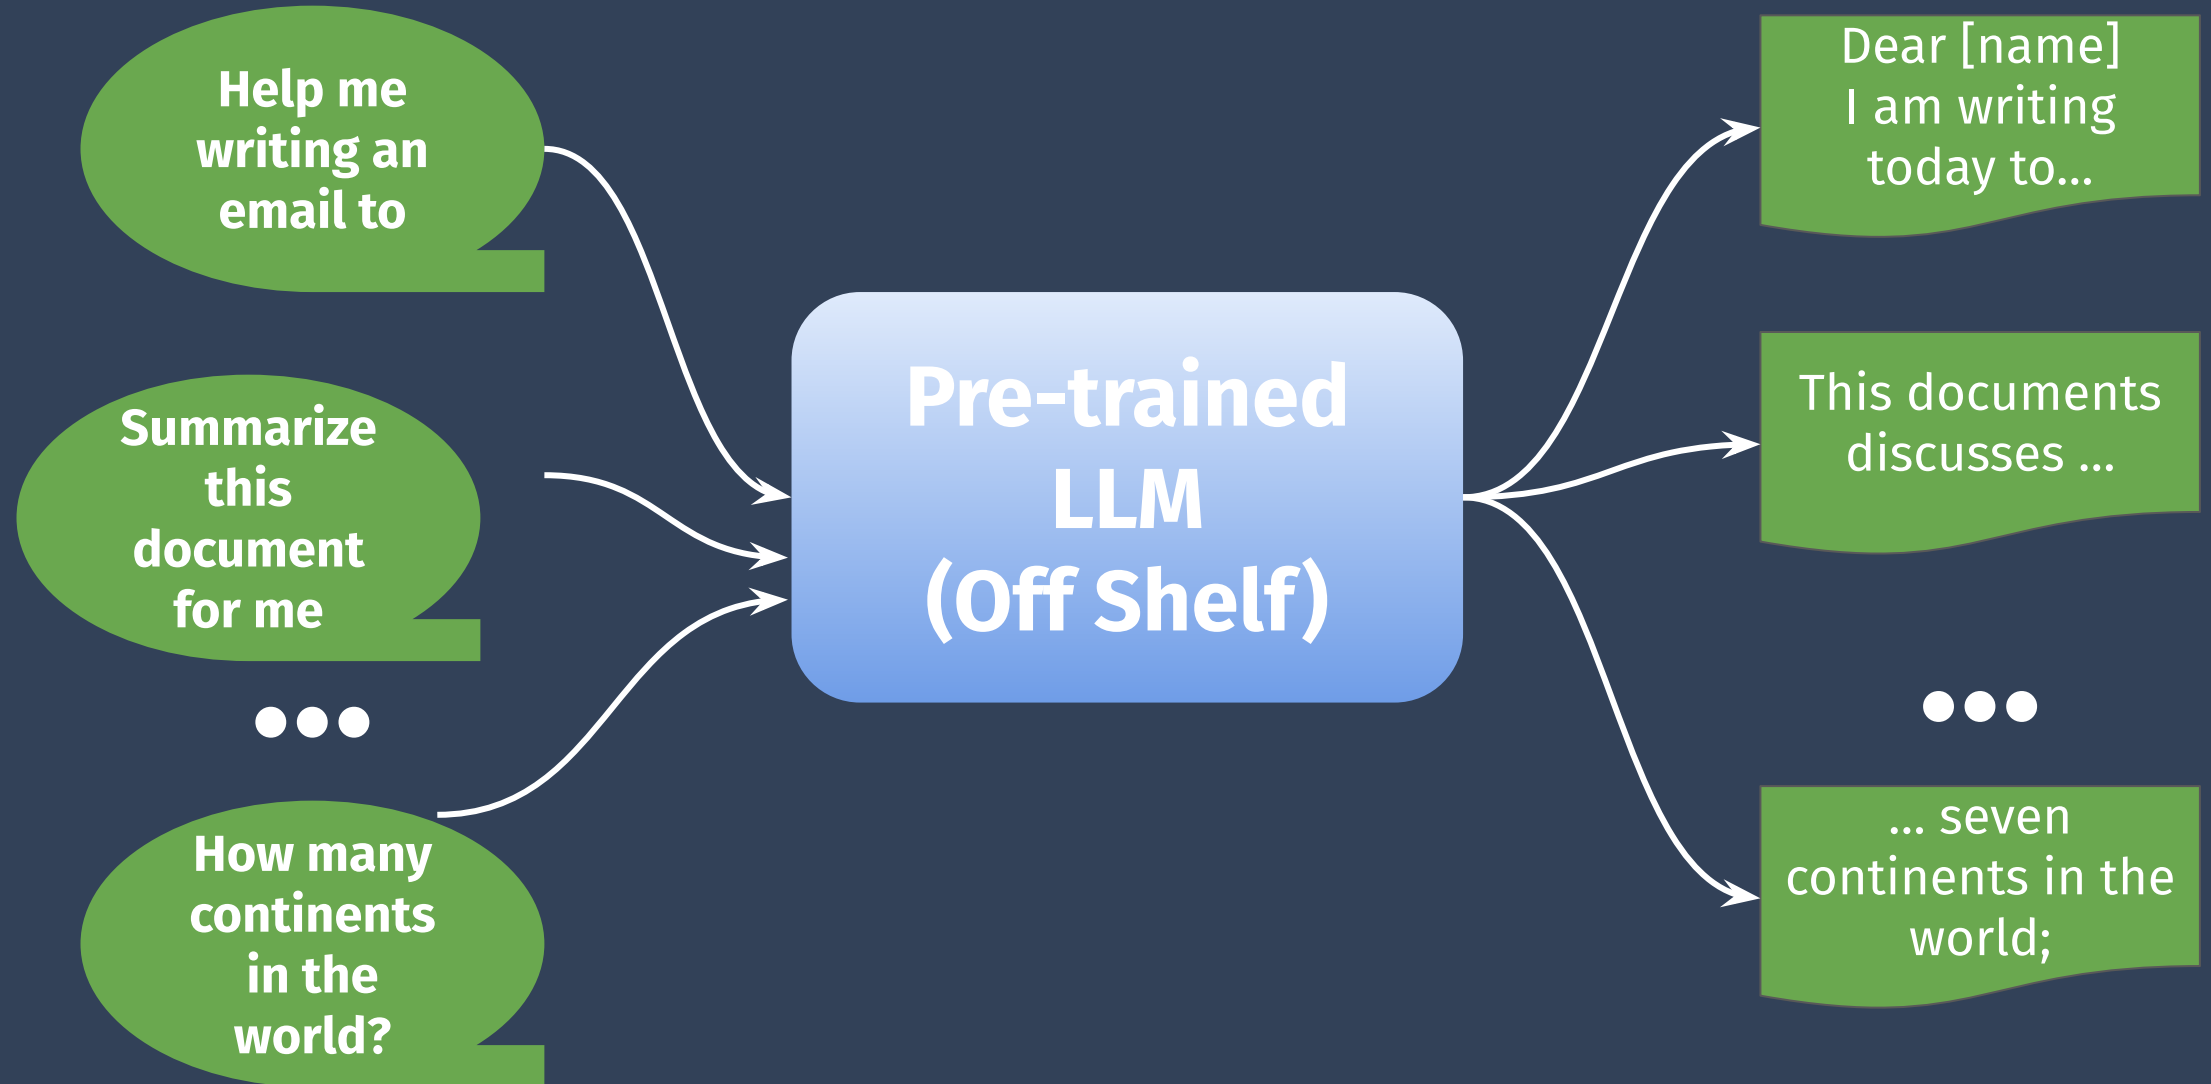 Help me
writing an
email to
Summarize
this
document
for me
How many
continents
in the
world?
Pre-trained
LLM
(Off Shelf)
Dear [name]
I am writing
today to...
This documents
discusses ...
... seven
continents in the
world;